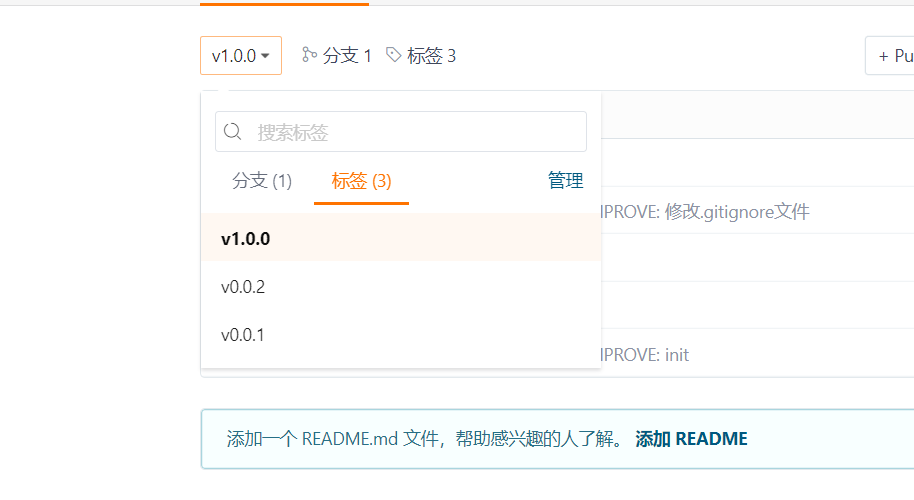 v1.0.0 分支 1 标签 3 + Pu
搜索标签
分支 (1) 标签 (3) 管理
v1.0.0
PROVE: 修改.gitignore文件
v0.0.2
v0.0.1
PROVE: init
添加一个 README.md 文件，帮助感兴趣的人了解。 添加 README